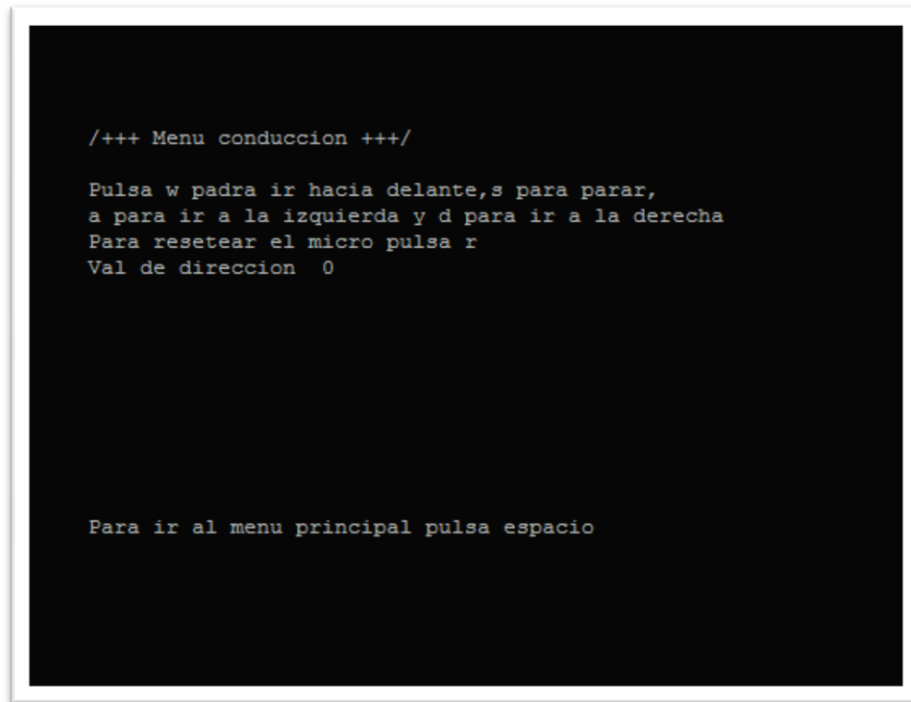 /+++ Menu conduccion +++/
Pulsa w padra ir hacia delante,s para parar,
a para ir a la izquierda y d para ir a la derecha
Para resetear el micro pulsa r
Val de direccion  0
Para ir al menu principal pulsa espacio